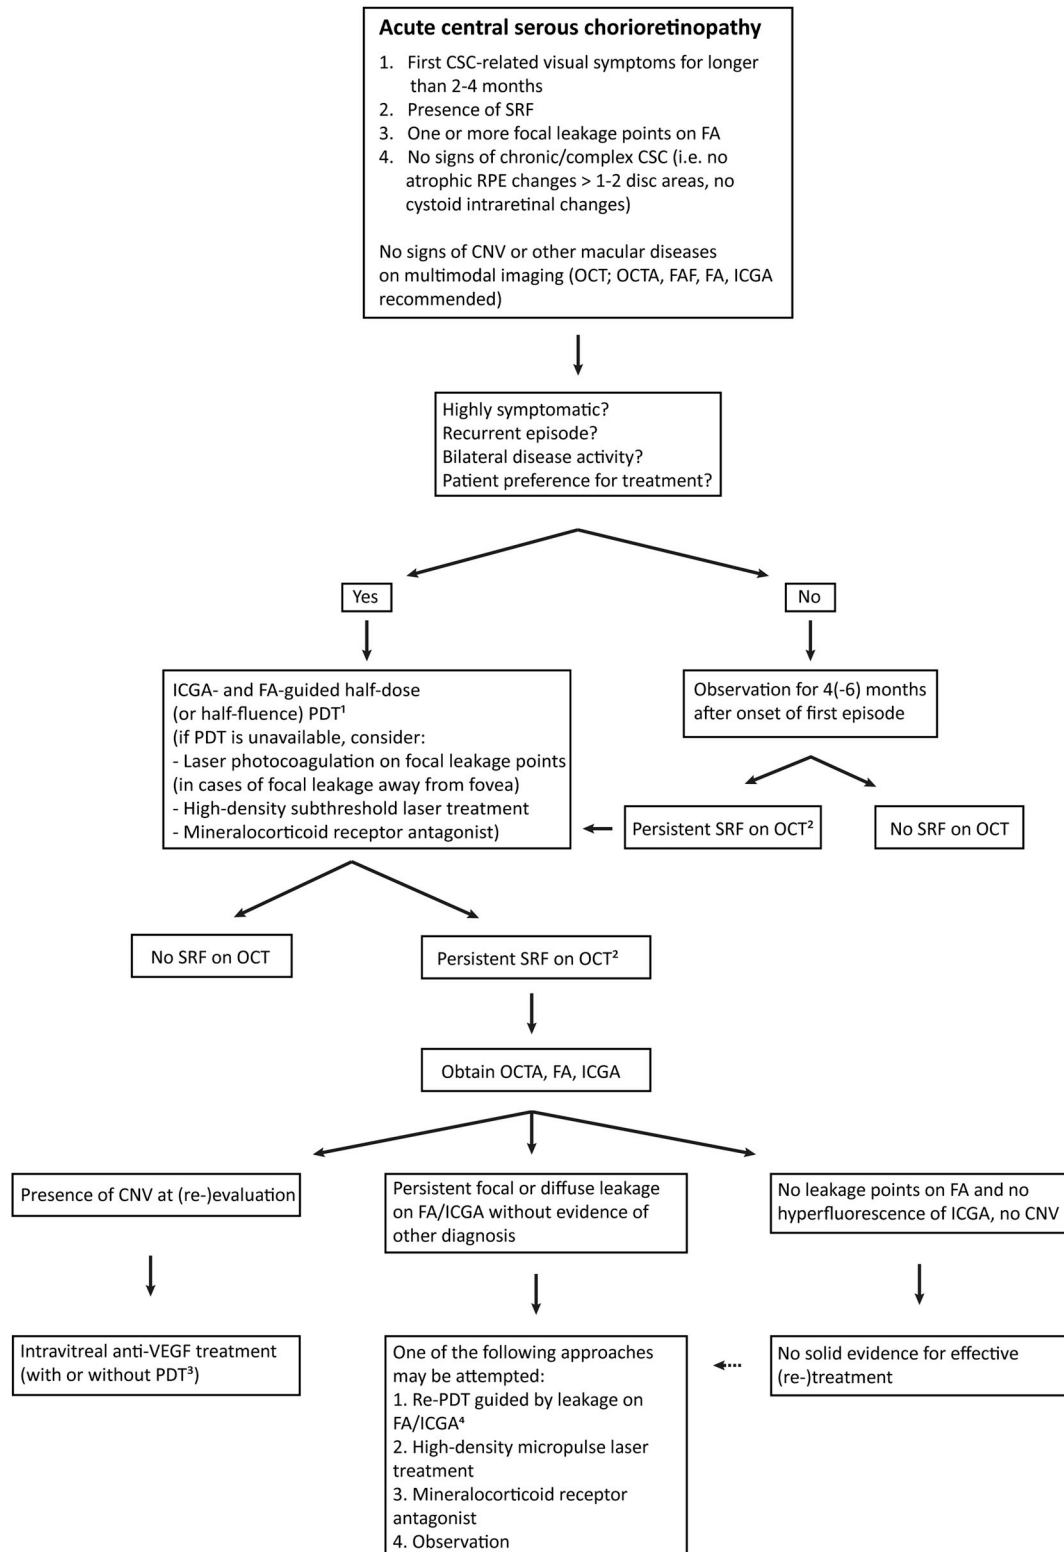 Acute central serous chorioretinopathy
1. First CSC-related visual symptoms for longer
than 2-4 months
2. Presence of SRF
3. One or more focal leakage points on FA
4. No signs of chronic/complex CSC (i.e. no
atrophic RPE changes > 1-2 disc areas, no
cystoid intraretinal changes)
No signs of CNV or other macular diseases
on multimodal imaging (OCT; OCTA, FAF, FA, ICGA
recommended)
Highly symptomatic?
Recurrent episode?
Bilateral disease activity?
Patient preference for treatment?
Yes
No
ICGA- and FA-guided half-dose
(or half-fluence) PDT¹
(if PDT is unavailable, consider:
- Laser photocoagulation on focal leakage points
(in cases of focal leakage away from fovea)
- High-density subthreshold laser treatment
- Mineralocorticoid receptor antagonist)
Observation for 4(-6) months
after onset of first episode
Persistent SRF on OCT²
No SRF on OCT
No SRF on OCT
Persistent SRF on OCT²
Obtain OCTA, FA, ICGA
Presence of CNV at (re-)evaluation
Persistent focal or diffuse leakage
on FA/ICGA without evidence of
other diagnosis
No leakage points on FA and no
hyperfluorescence of ICGA, no CNV
Intravitreal anti-VEGF treatment
(with or without PDT³)
One of the following approaches
may be attempted:
1. Re-PDT guided by leakage on
FA/ICGA⁴
2. High-density micropulse laser
treatment
3. Mineralocorticoid receptor
antagonist
4. Observation
No solid evidence for effective
(re-)treatment